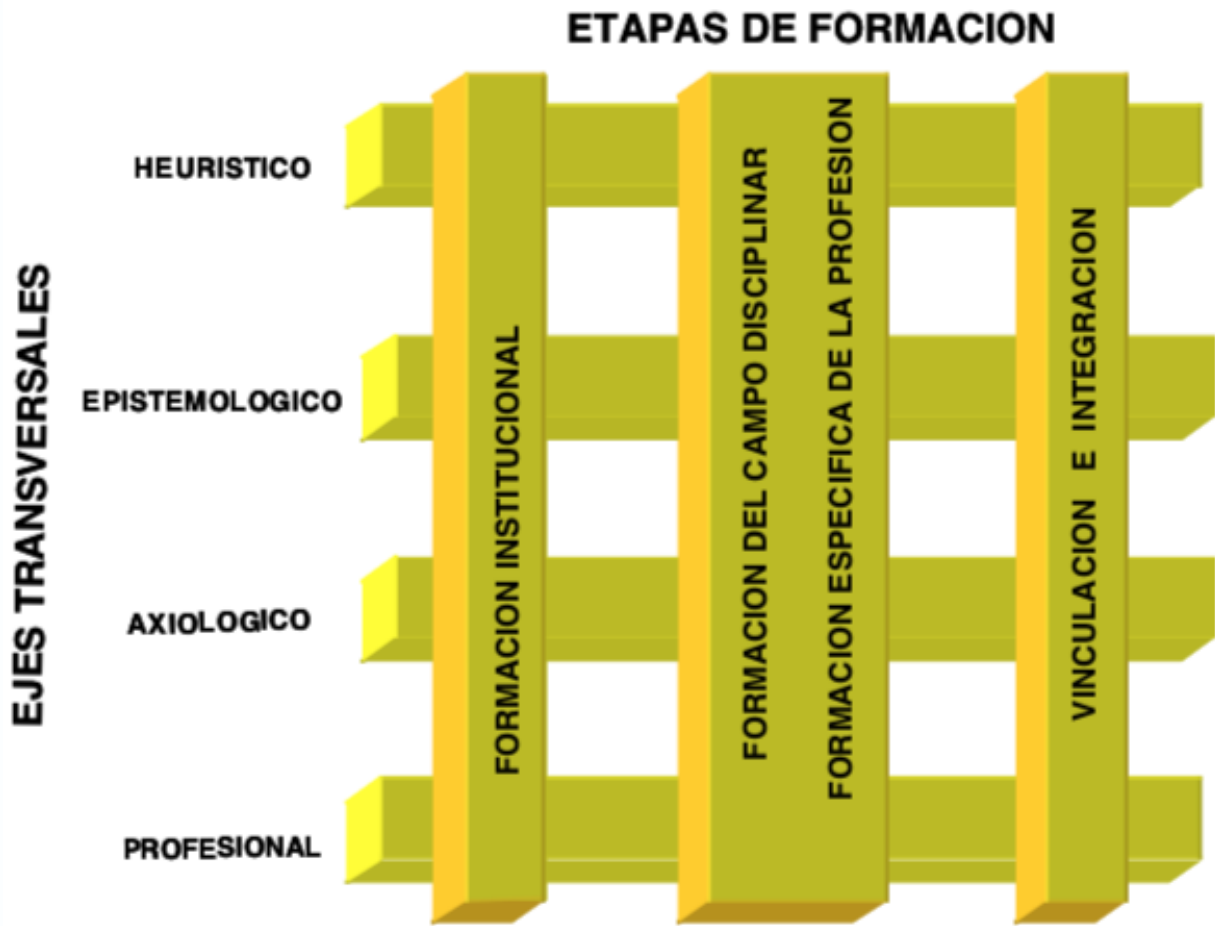 ETAPAS DE FORMACION
EJES TRANSVERSALES
HEURISTICO
EPISTEMOLOGICO
AXIOLOGICO
PROFESIONAL
FORMACION INSTITUCIONAL
FORMACION DEL CAMPO DISCIPLINAR
FORMACION ESPECIFICA DE LA PROFESION
VINCULACION E INTEGRACION